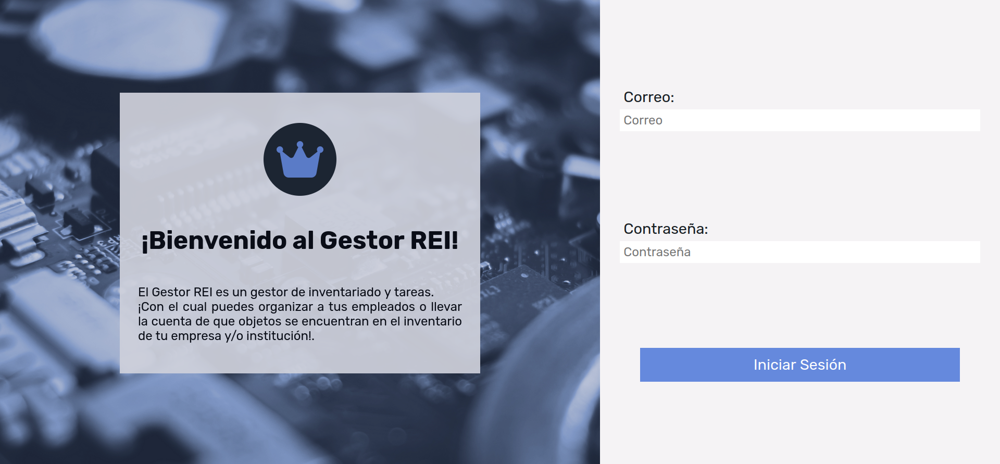 ¡Bienvenido al Gestor REI!
El Gestor REI es un gestor de inventariado y tareas.
¡Con el cual puedes organizar a tus empleados o llevar
la cuenta de que objetos se encuentran en el inventario
de tu empresa y/o institución!.
Correo:
Correo
Contraseña:
Contraseña
Iniciar Sesión